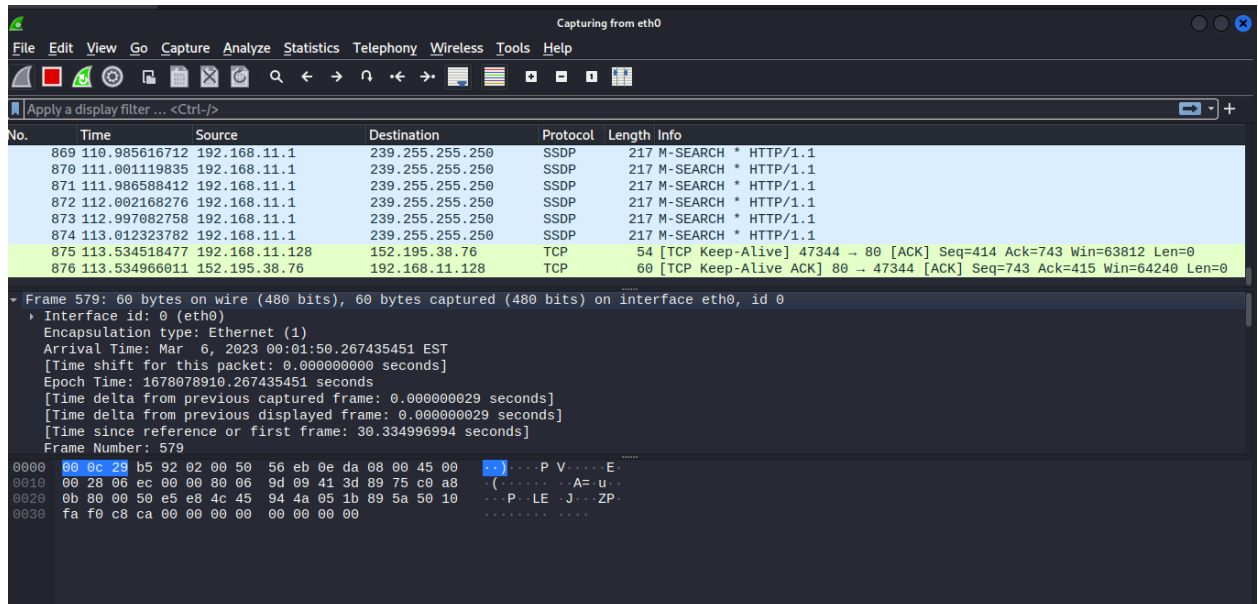 Capturing from eth0
File Edit View Go Capture Analyze Statistics Telephony Wireless Tools Help
Apply a display filter ... <Ctrl-/>
No. Time Source Destination Protocol Length Info
869 110.985616712 192.168.11.1 239.255.255.250 SSDP 217 M-SEARCH * HTTP/1.1
870 111.001119835 192.168.11.1 239.255.255.250 SSDP 217 M-SEARCH * HTTP/1.1
871 111.986588412 192.168.11.1 239.255.255.250 SSDP 217 M-SEARCH * HTTP/1.1
872 112.002168276 192.168.11.1 239.255.255.250 SSDP 217 M-SEARCH * HTTP/1.1
873 112.997082758 192.168.11.1 239.255.255.250 SSDP 217 M-SEARCH * HTTP/1.1
874 113.012323782 192.168.11.1 239.255.255.250 SSDP 217 M-SEARCH * HTTP/1.1
875 113.534518477 192.168.11.128 152.195.38.76 TCP 54 [TCP Keep-Alive] 47344 → 80 [ACK] Seq=414 Ack=743 Win=63812 Len=0
876 113.534966011 152.195.38.76 192.168.11.128 TCP 60 [TCP Keep-Alive ACK] 80 → 47344 [ACK] Seq=743 Ack=415 Win=64240 Len=0
Frame 579: 60 bytes on wire (480 bits), 60 bytes captured (480 bits) on interface eth0, id 0
Interface id: 0 (eth0)
Encapsulation type: Ethernet (1)
Arrival Time: Mar 6, 2023 00:01:50.267435451 EST
[Time shift for this packet: 0.000000000 seconds]
Epoch Time: 1678078910.267435451 seconds
[Time delta from previous captured frame: 0.000000029 seconds]
[Time delta from previous displayed frame: 0.000000029 seconds]
[Time since reference or first frame: 30.334996994 seconds]
Frame Number: 579
0000 00 0c 29 b5 92 02 00 50 56 eb 0e da 08 00 45 00 ··)····P V·····E·
0010 00 28 06 ec 00 00 80 06 9d 09 41 3d 89 75 c0 a8 ·(······ ··A=·u··
0020 0b 80 00 50 e5 e8 4c 45 94 4a 05 1b 89 5a 50 10 ···P··LE ·J···ZP·
0030 fa f0 c8 ca 00 00 00 00 00 00 00 00 ········ ····